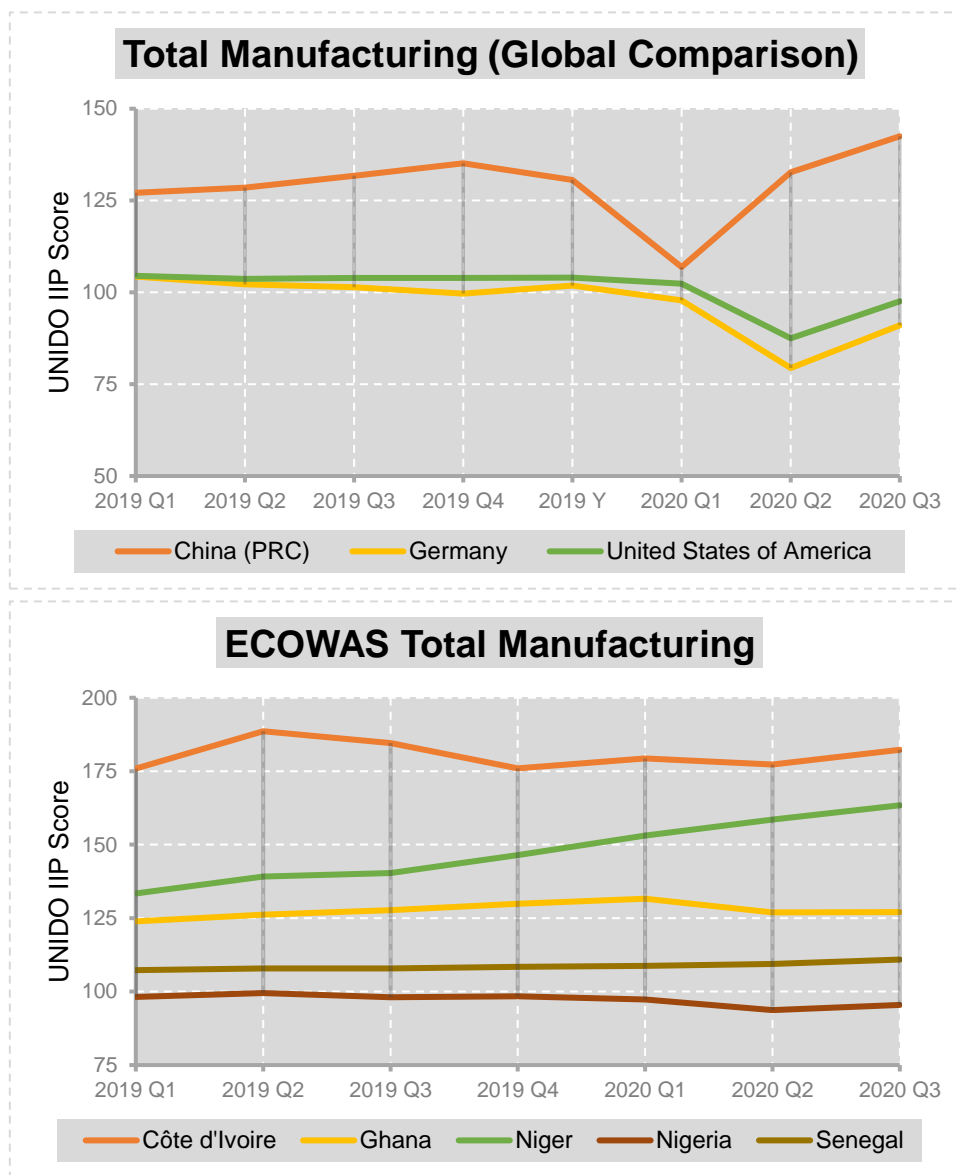 Total Manufacturing (Global Comparison)
UNIDO IIP Score
150
125
100
75
50
2019 Q1 2019 Q2 2019 Q3 2019 Q4 2019 Y 2020 Q1 2020 Q2 2020 Q3
China (PRC) Germany United States of America
ECOWAS Total Manufacturing
UNIDO IIP Score
200
175
150
125
100
75
2019 Q1 2019 Q2 2019 Q3 2019 Q4 2020 Q1 2020 Q2 2020 Q3
Côte d'Ivoire Ghana Niger Nigeria Senegal